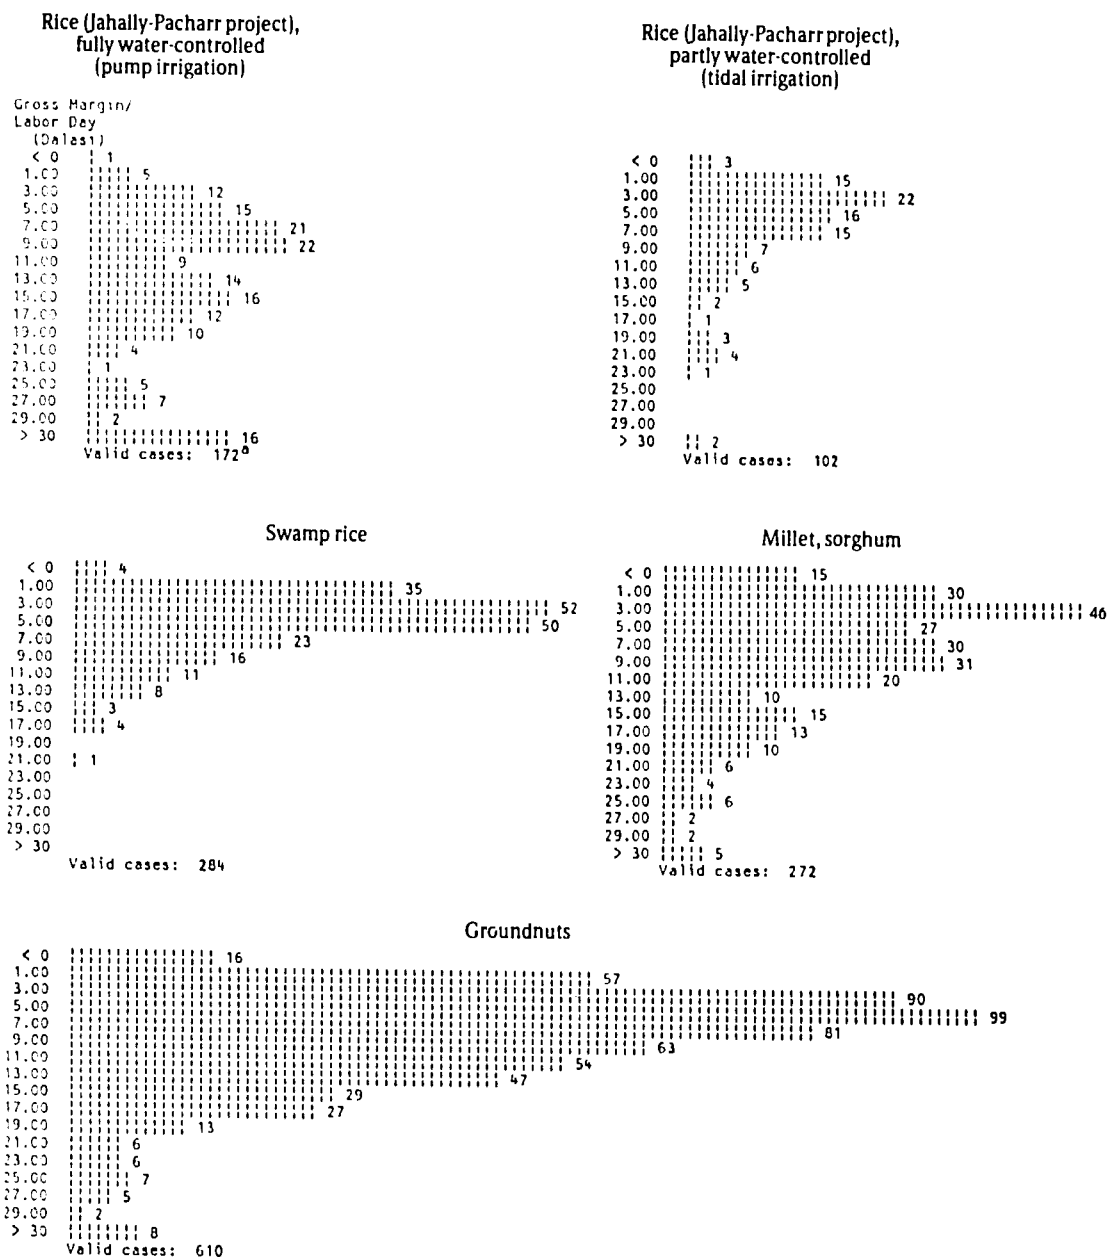 Rice (Jahally-Pacharr project),
fully water-controlled
(pump irrigation)
Gross Margin/
Labor Day
(Dalasi)
< 0 1
1.00 5
3.00 12
5.00 15
7.00 21
9.00 22
11.00 9
13.00 14
15.00 16
17.00 12
19.00 10
21.00 4
23.00 1
25.00 5
27.00 7
29.00 2
> 30 16
Valid cases: 172a
Rice (Jahally-Pacharr project),
partly water-controlled
(tidal irrigation)
< 0 3
1.00 15
3.00 22
5.00 16
7.00 15
9.00 7
11.00 6
13.00 5
15.00 2
17.00 1
19.00 3
21.00 4
23.00 1
25.00
27.00
29.00
> 30 2
Valid cases: 102
Swamp rice
< 0 4
1.00 35
3.00 52
5.00 50
7.00 23
9.00 16
11.00 11
13.00 8
15.00 3
17.00 4
19.00
21.00 1
23.00
25.00
27.00
29.00
> 30
Valid cases: 284
Millet, sorghum
< 0 15
1.00 30
3.00 46
5.00 27
7.00 30
9.00 31
11.00 20
13.00 10
15.00 15
17.00 13
19.00 10
21.00 6
23.00 4
25.00 6
27.00 2
29.00 2
> 30 5
Valid cases: 272
Groundnuts
< 0 16
1.00 57
3.00 90
5.00 99
7.00 81
9.00 63
11.00 54
13.00 47
15.00 29
17.00 27
19.00 13
21.00 6
23.00 6
25.00 7
27.00 5
29.00 2
> 30 8
Valid cases: 610